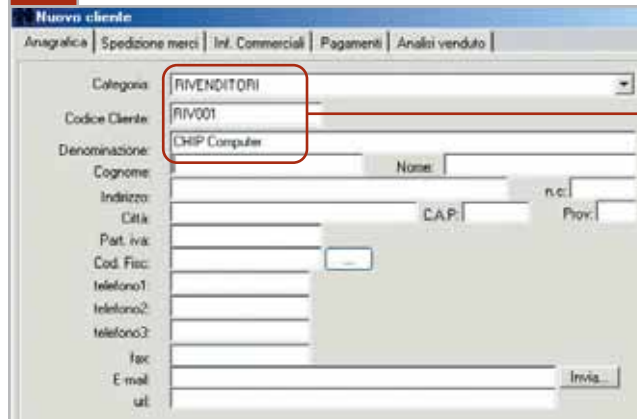 Nuovo cliente
Anagrafica Spedizione merci Inf. Commerciali Pagamenti Analisi venduto
Categoria: RIVENDITORI
Codice Cliente: RIV001
Denominazione: CHIP Computer
Cognome: Nome:
Indirizzo: n.c:
Città: C.A.P: Prov:
Part. iva:
Cod. Fisc: ...
telefono1:
telefono2:
telefono3:
fax:
E-mail: Invia...
url: